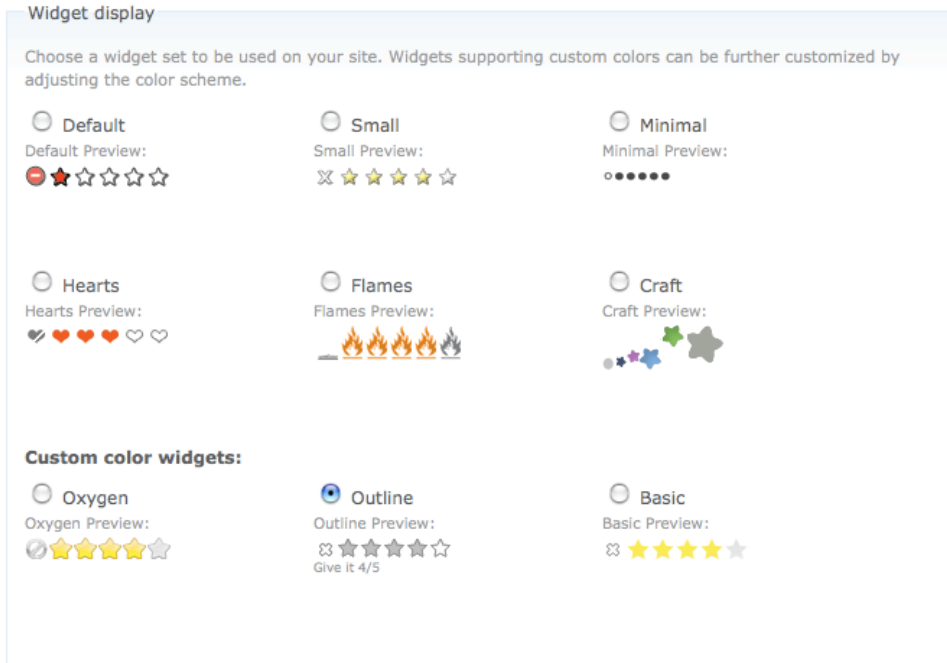 Widget display
Choose a widget set to be used on your site. Widgets supporting custom colors can be further customized by
adjusting the color scheme.
Default
Small
Minimal
Default Preview:
Small Preview:
Minimal Preview:
Hearts
Flames
Craft
Hearts Preview:
Flames Preview:
Craft Preview:
Custom color widgets:
Oxygen
Outline
Basic
Oxygen Preview:
Outline Preview:
Basic Preview:
Give it 4/5